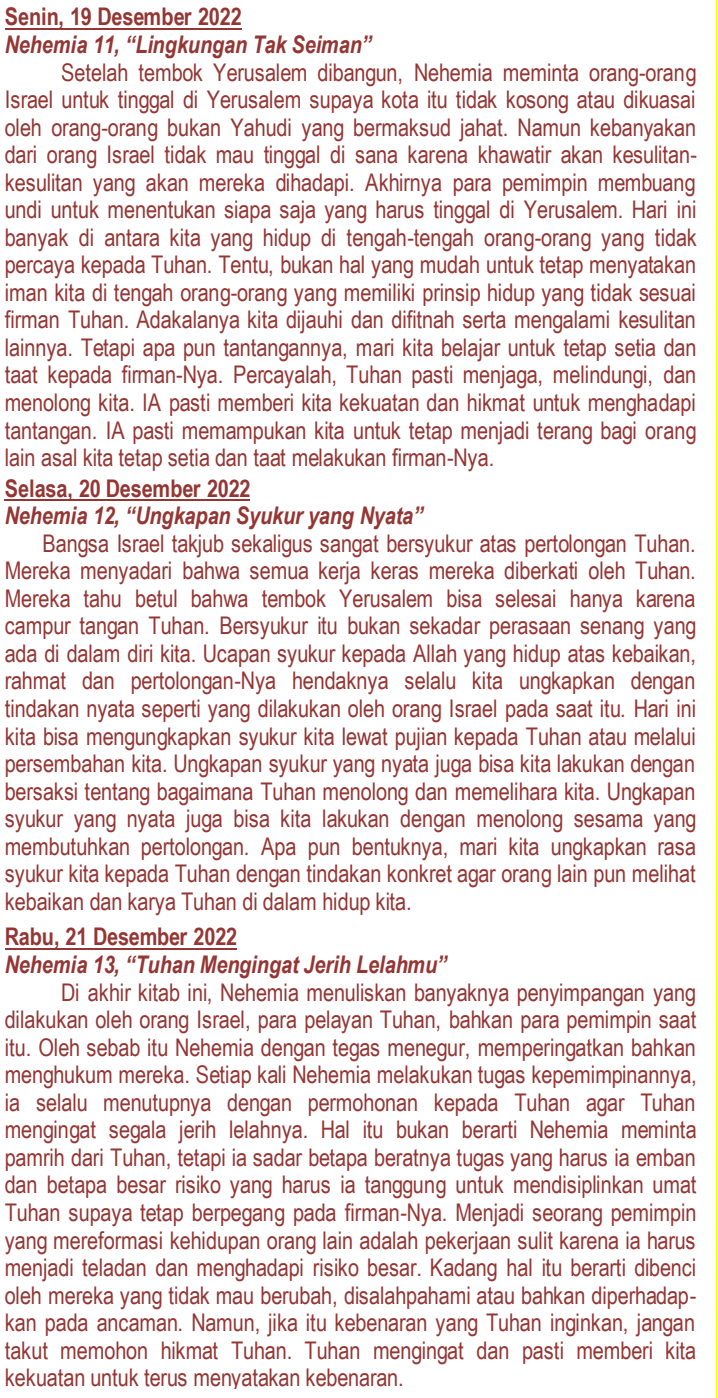 Senin, 19 Desember 2022
Nehemia 11, “Lingkungan Tak Seiman”
Setelah tembok Yerusalem dibangun, Nehemia meminta orang-orang
Israel untuk tinggal di Yerusalem supaya kota itu tidak kosong atau dikuasai
oleh orang-orang bukan Yahudi yang bermaksud jahat. Namun kebanyakan
dari orang Israel tidak mau tinggal di sana karena khawatir akan kesulitan-
kesulitan yang akan mereka dihadapi. Akhirnya para pemimpin membuang
undi untuk menentukan siapa saja yang harus tinggal di Yerusalem. Hari ini
banyak di antara kita yang hidup di tengah-tengah orang-orang yang tidak
percaya kepada Tuhan. Tentu, bukan hal yang mudah untuk tetap menyatakan
iman kita di tengah orang-orang yang memiliki prinsip hidup yang tidak sesuai
firman Tuhan. Adakalanya kita dijauhi dan difitnah serta mengalami kesulitan
lainnya. Tetapi apa pun tantangannya, mari kita belajar untuk tetap setia dan
taat kepada firman-Nya. Percayalah, Tuhan pasti menjaga, melindungi, dan
menolong kita. IA pasti memberi kita kekuatan dan hikmat untuk menghadapi
tantangan. IA pasti memampukan kita untuk tetap menjadi terang bagi orang
lain asal kita tetap setia dan taat melakukan firman-Nya.
Selasa, 20 Desember 2022
Nehemia 12, “Ungkapan Syukur yang Nyata”
Bangsa Israel takjub sekaligus sangat bersyukur atas pertolongan Tuhan.
Mereka menyadari bahwa semua kerja keras mereka diberkati oleh Tuhan.
Mereka tahu betul bahwa tembok Yerusalem bisa selesai hanya karena
campur tangan Tuhan. Bersyukur itu bukan sekadar perasaan senang yang
ada di dalam diri kita. Ucapan syukur kepada Allah yang hidup atas kebaikan,
rahmat dan pertolongan-Nya hendaknya selalu kita ungkapkan dengan
tindakan nyata seperti yang dilakukan oleh orang Israel pada saat itu. Hari ini
kita bisa mengungkapkan syukur kita lewat pujian kepada Tuhan atau melalui
persembahan kita. Ungkapan syukur yang nyata juga bisa kita lakukan dengan
bersaksi tentang bagaimana Tuhan menolong dan memelihara kita. Ungkapan
syukur yang nyata juga bisa kita lakukan dengan menolong sesama yang
membutuhkan pertolongan. Apa pun bentuknya, mari kita ungkapkan rasa
syukur kita kepada Tuhan dengan tindakan konkret agar orang lain pun melihat
kebaikan dan karya Tuhan di dalam hidup kita.
Rabu, 21 Desember 2022
Nehemia 13, “Tuhan Mengingat Jerih Lelahmu”
Di akhir kitab ini, Nehemia menuliskan banyaknya penyimpangan yang
dilakukan oleh orang Israel, para pelayan Tuhan, bahkan para pemimpin saat
itu. Oleh sebab itu Nehemia dengan tegas menegur, memperingatkan bahkan
menghukum mereka. Setiap kali Nehemia melakukan tugas kepemimpinannya,
ia selalu menutupnya dengan permohonan kepada Tuhan agar Tuhan
mengingat segala jerih lelahnya. Hal itu bukan berarti Nehemia meminta
pamrih dari Tuhan, tetapi ia sadar betapa beratnya tugas yang harus ia emban
dan betapa besar risiko yang harus ia tanggung untuk mendisiplinkan umat
Tuhan supaya tetap berpegang pada firman-Nya. Menjadi seorang pemimpin
yang mereformasi kehidupan orang lain adalah pekerjaan sulit karena ia harus
menjadi teladan dan menghadapi risiko besar. Kadang hal itu berarti dibenci
oleh mereka yang tidak mau berubah, disalahpahami atau bahkan diperhadap-
kan pada ancaman. Namun, jika itu kebenaran yang Tuhan inginkan, jangan
takut memohon hikmat Tuhan. Tuhan mengingat dan pasti memberi kita
kekuatan untuk terus menyatakan kebenaran.